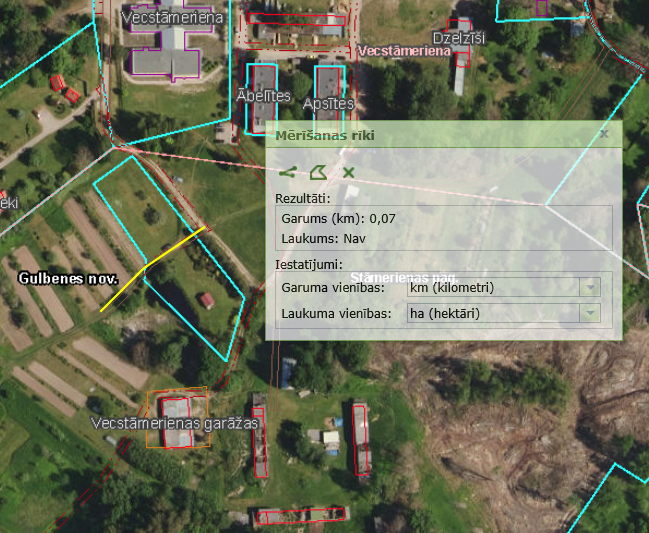 Vecstāmeriena
Dzelzīši
Vecstāmeriena
Ābelītes
Apsītes
Mērīšanas rīki
Rezultāti:
Garums (km): 0,07
Laukums: Nav
Iestatījumi:
Garuma vienības: km (kilometri)
Laukuma vienības: ha (hektāri)
eki
Gulbenes nov.
Stāmerienas pag.
Vecstāmerienas garāžas